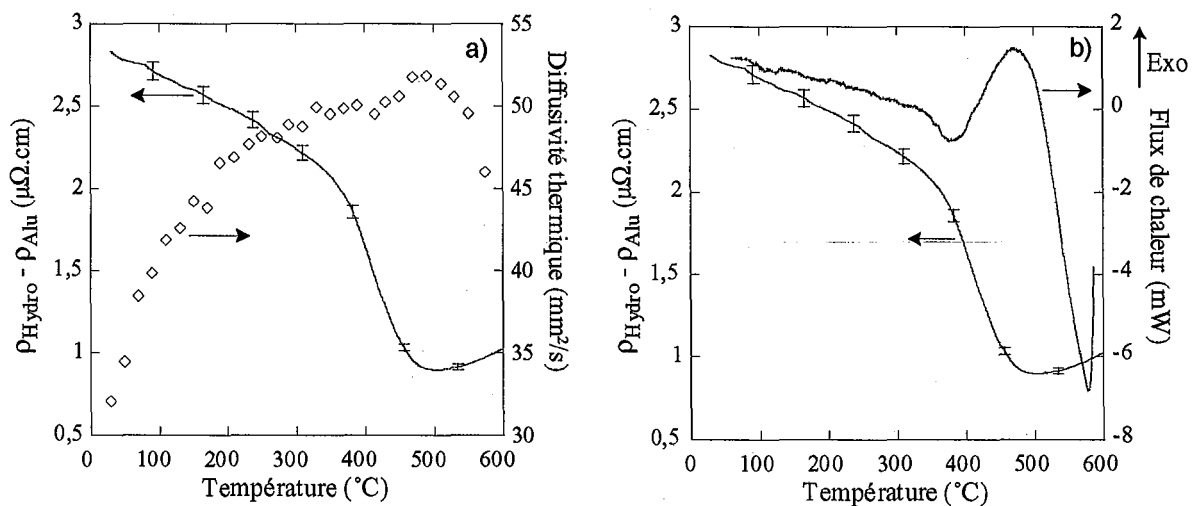 a)
ρHydro - ρAlu (μΩ.cm)
3
2,5
2
1,5
1
0,5
0 100 200 300 400 500 600
Température (°C)
55
50
45
40
35
30
Diffusivité thermique (mm²/s)
b)
ρHydro - ρAlu (μΩ.cm)
3
2,5
2
1,5
1
0,5
0 100 200 300 400 500 600
Température (°C)
2
0
-2
-4
-6
-8
Flux de chaleur (mW)
Exo